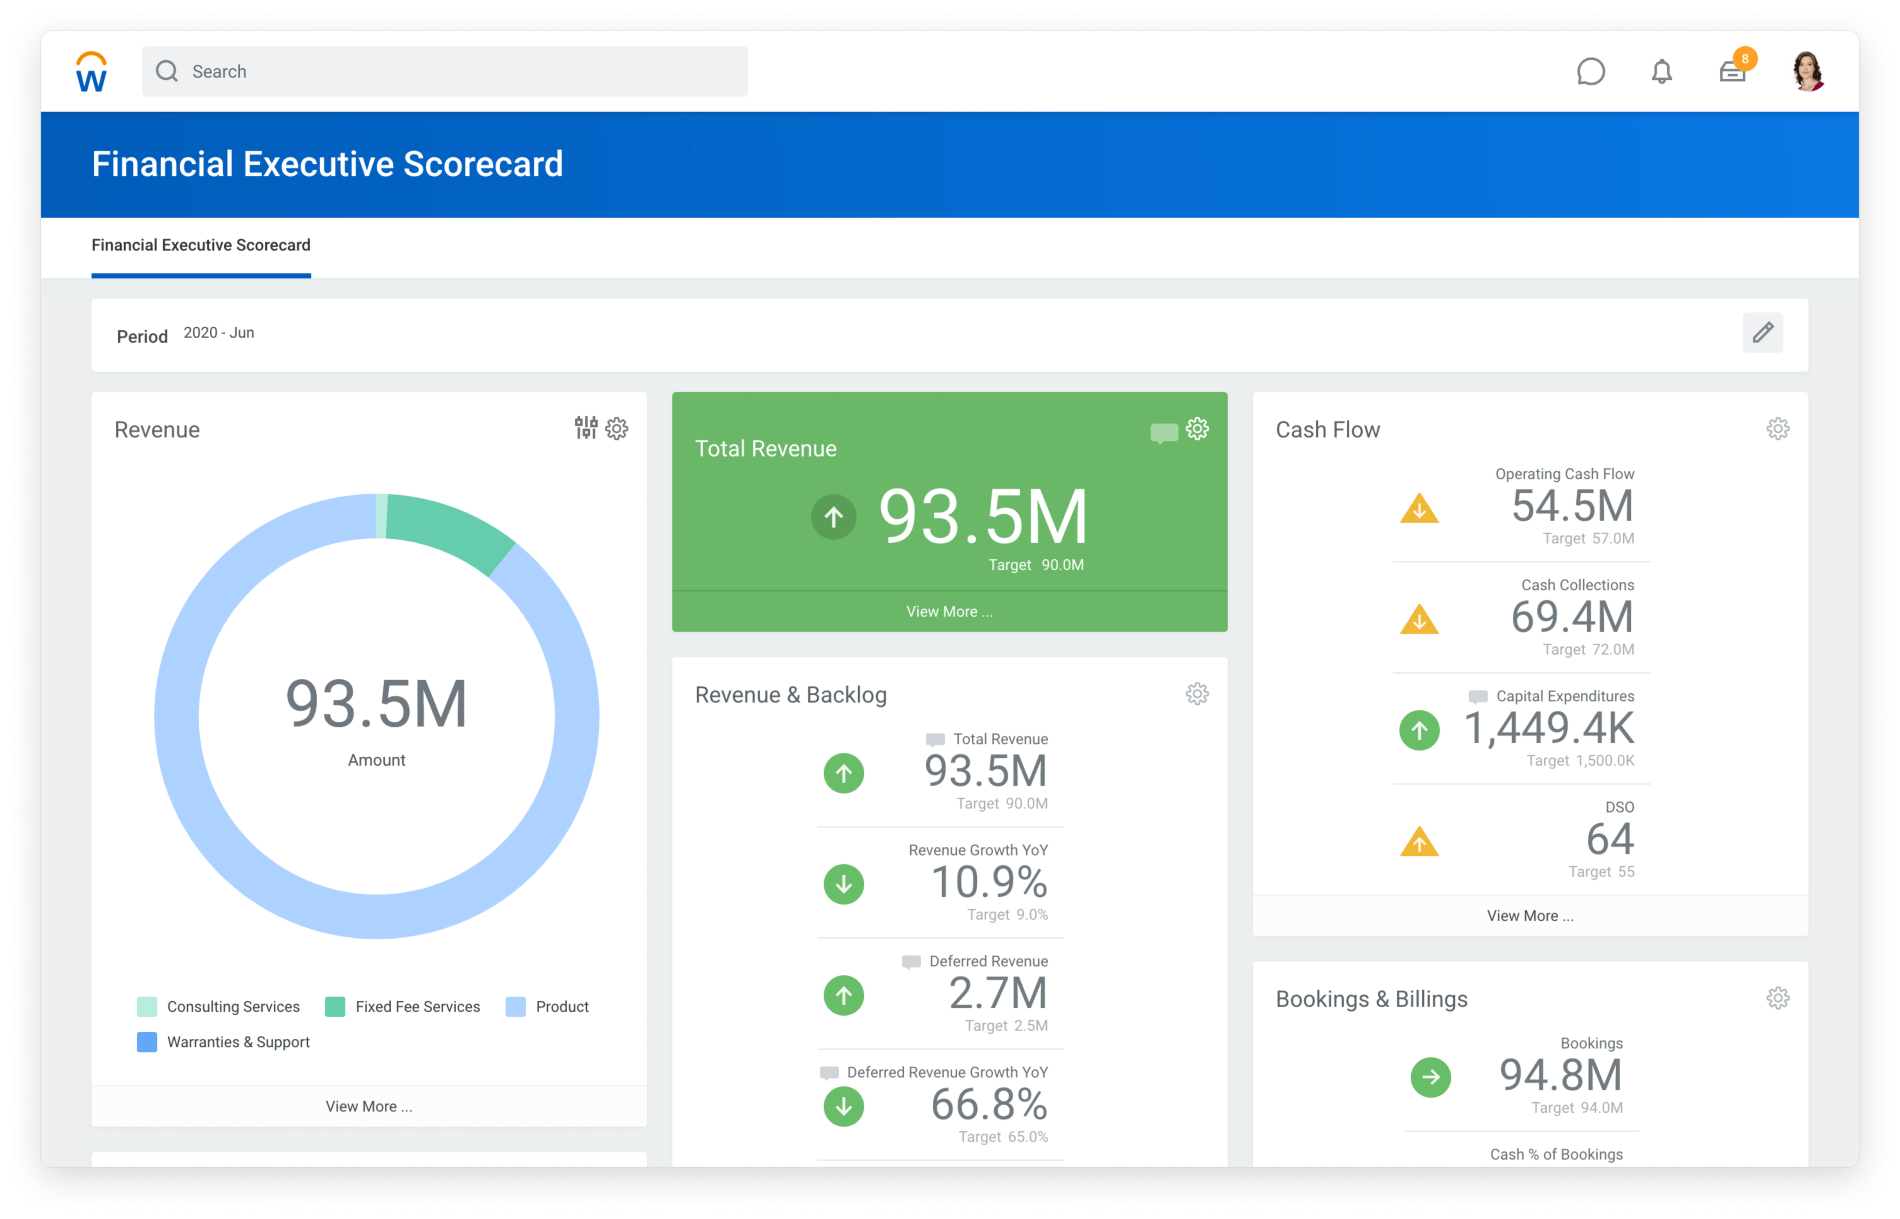 W
Search
8
Financial Executive Scorecard
Financial Executive Scorecard
Period 2020 - Jun
Revenue
93.5M
Amount
Consulting Services Fixed Fee Services Product
Warranties & Support
View More ...
Total Revenue
93.5M
Target 90.0M
View More ...
Revenue & Backlog
Total Revenue
93.5M
Target 90.0M
Revenue Growth YoY
10.9%
Target 9.0%
Deferred Revenue
2.7M
Target 2.5M
Deferred Revenue Growth YoY
66.8%
Target 65.0%
Cash Flow
Operating Cash Flow
54.5M
Target 57.0M
Cash Collections
69.4M
Target 72.0M
Capital Expenditures
1,449.4K
Target 1,500.0K
DSO
64
Target 55
View More ...
Bookings & Billings
Bookings
94.8M
Target 94.0M
Cash % of Bookings